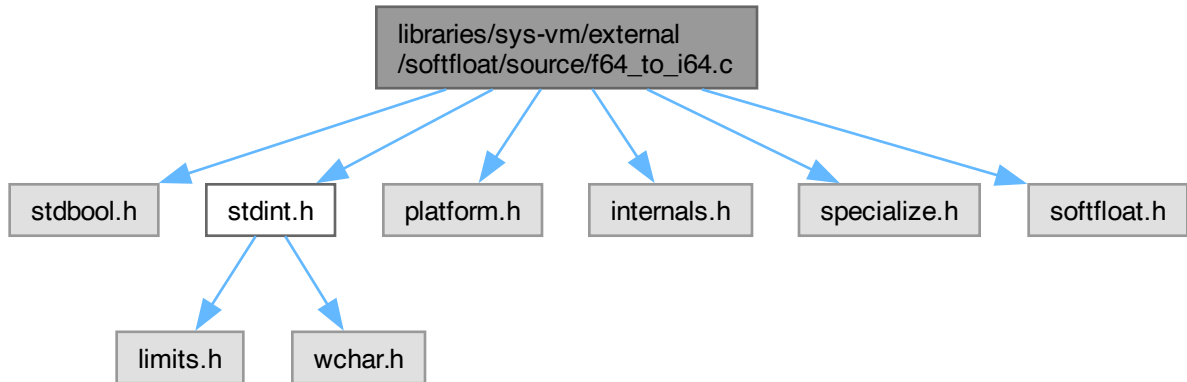 libraries/sys-vm/external
/softfloat/source/f64_to_i64.c
stdbool.h
stdint.h
platform.h
internals.h
specialize.h
softfloat.h
limits.h
wchar.h